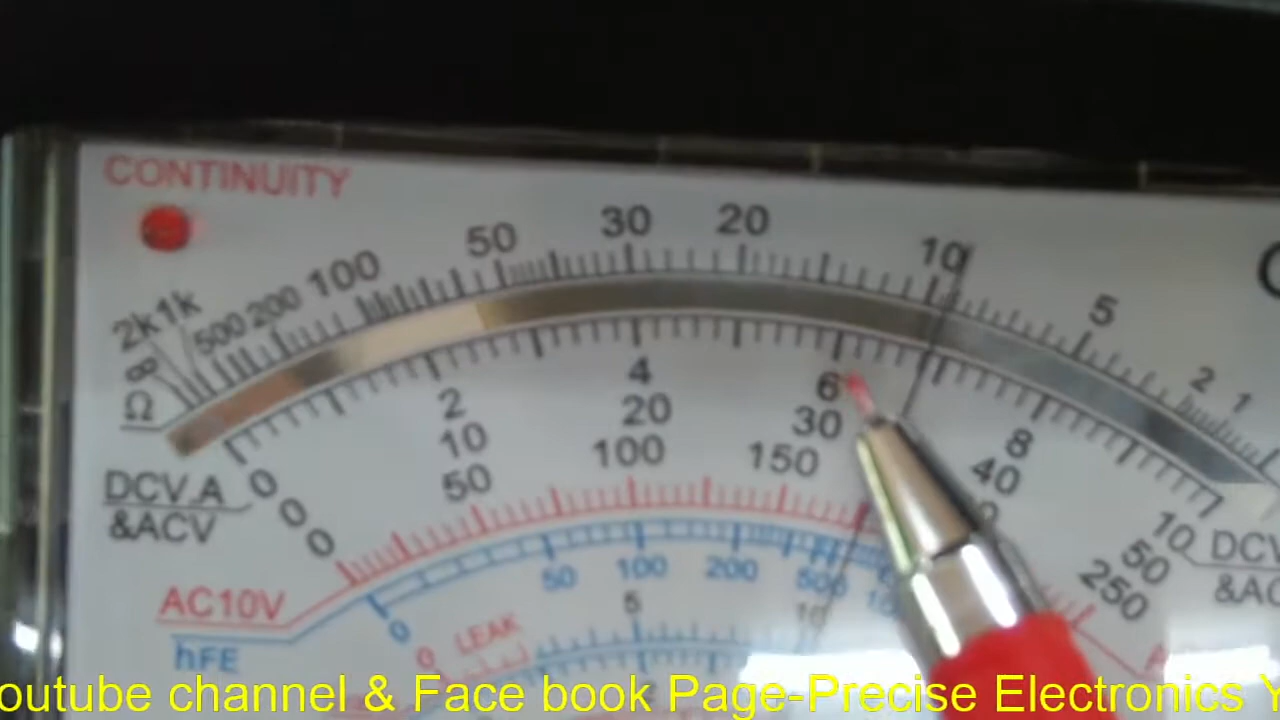 CONTINUITY
2k 1k 500 200 100 50 30 20 10 5 2 1
∞
Ω
0 2 4 6 8 10
DCV.A
&ACV
0 10 20 30 40 50
0 50 100 150 250
AC10V
0 50 100 200 500
hFE
0 LEAK 5 10
outube channel & Face book Page-Precise Electronics Y